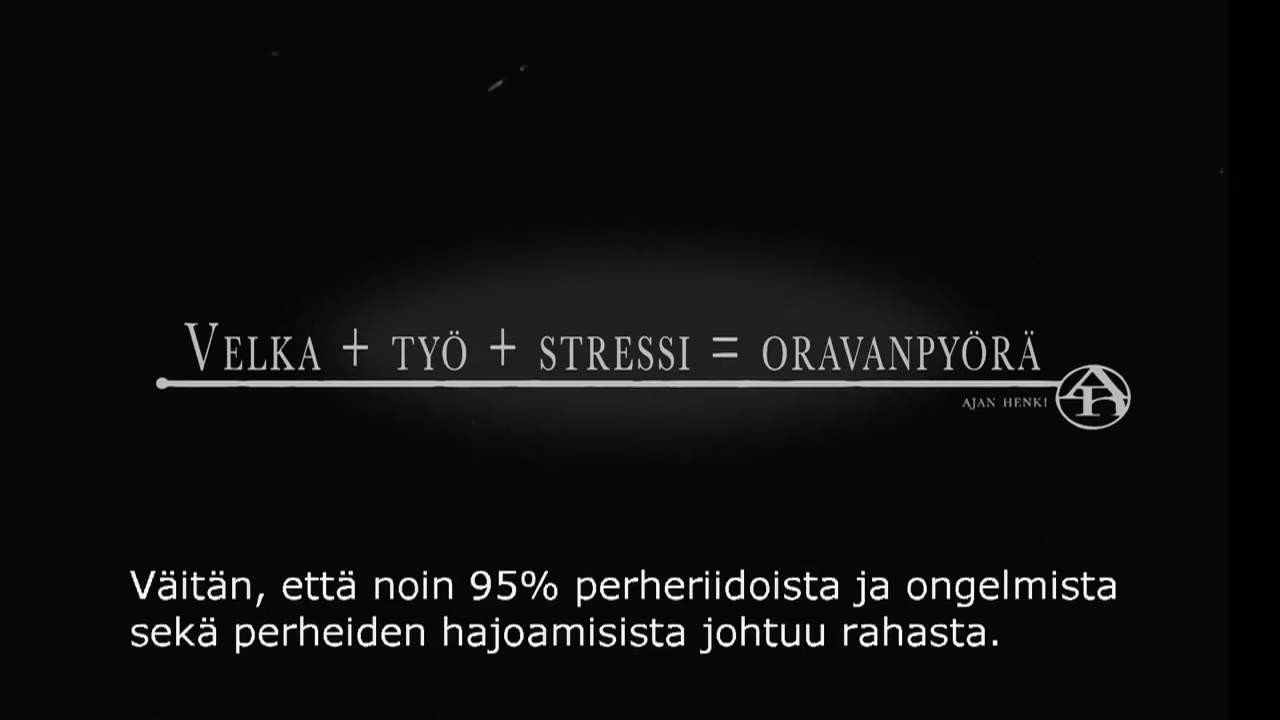 VELKA + TYÖ + STRESSI = ORAVANPYÖRÄ
AJAN HENKI
Väitän, että noin 95% perheriidoista ja ongelmista
sekä perheiden hajoamisista johtuu rahasta.